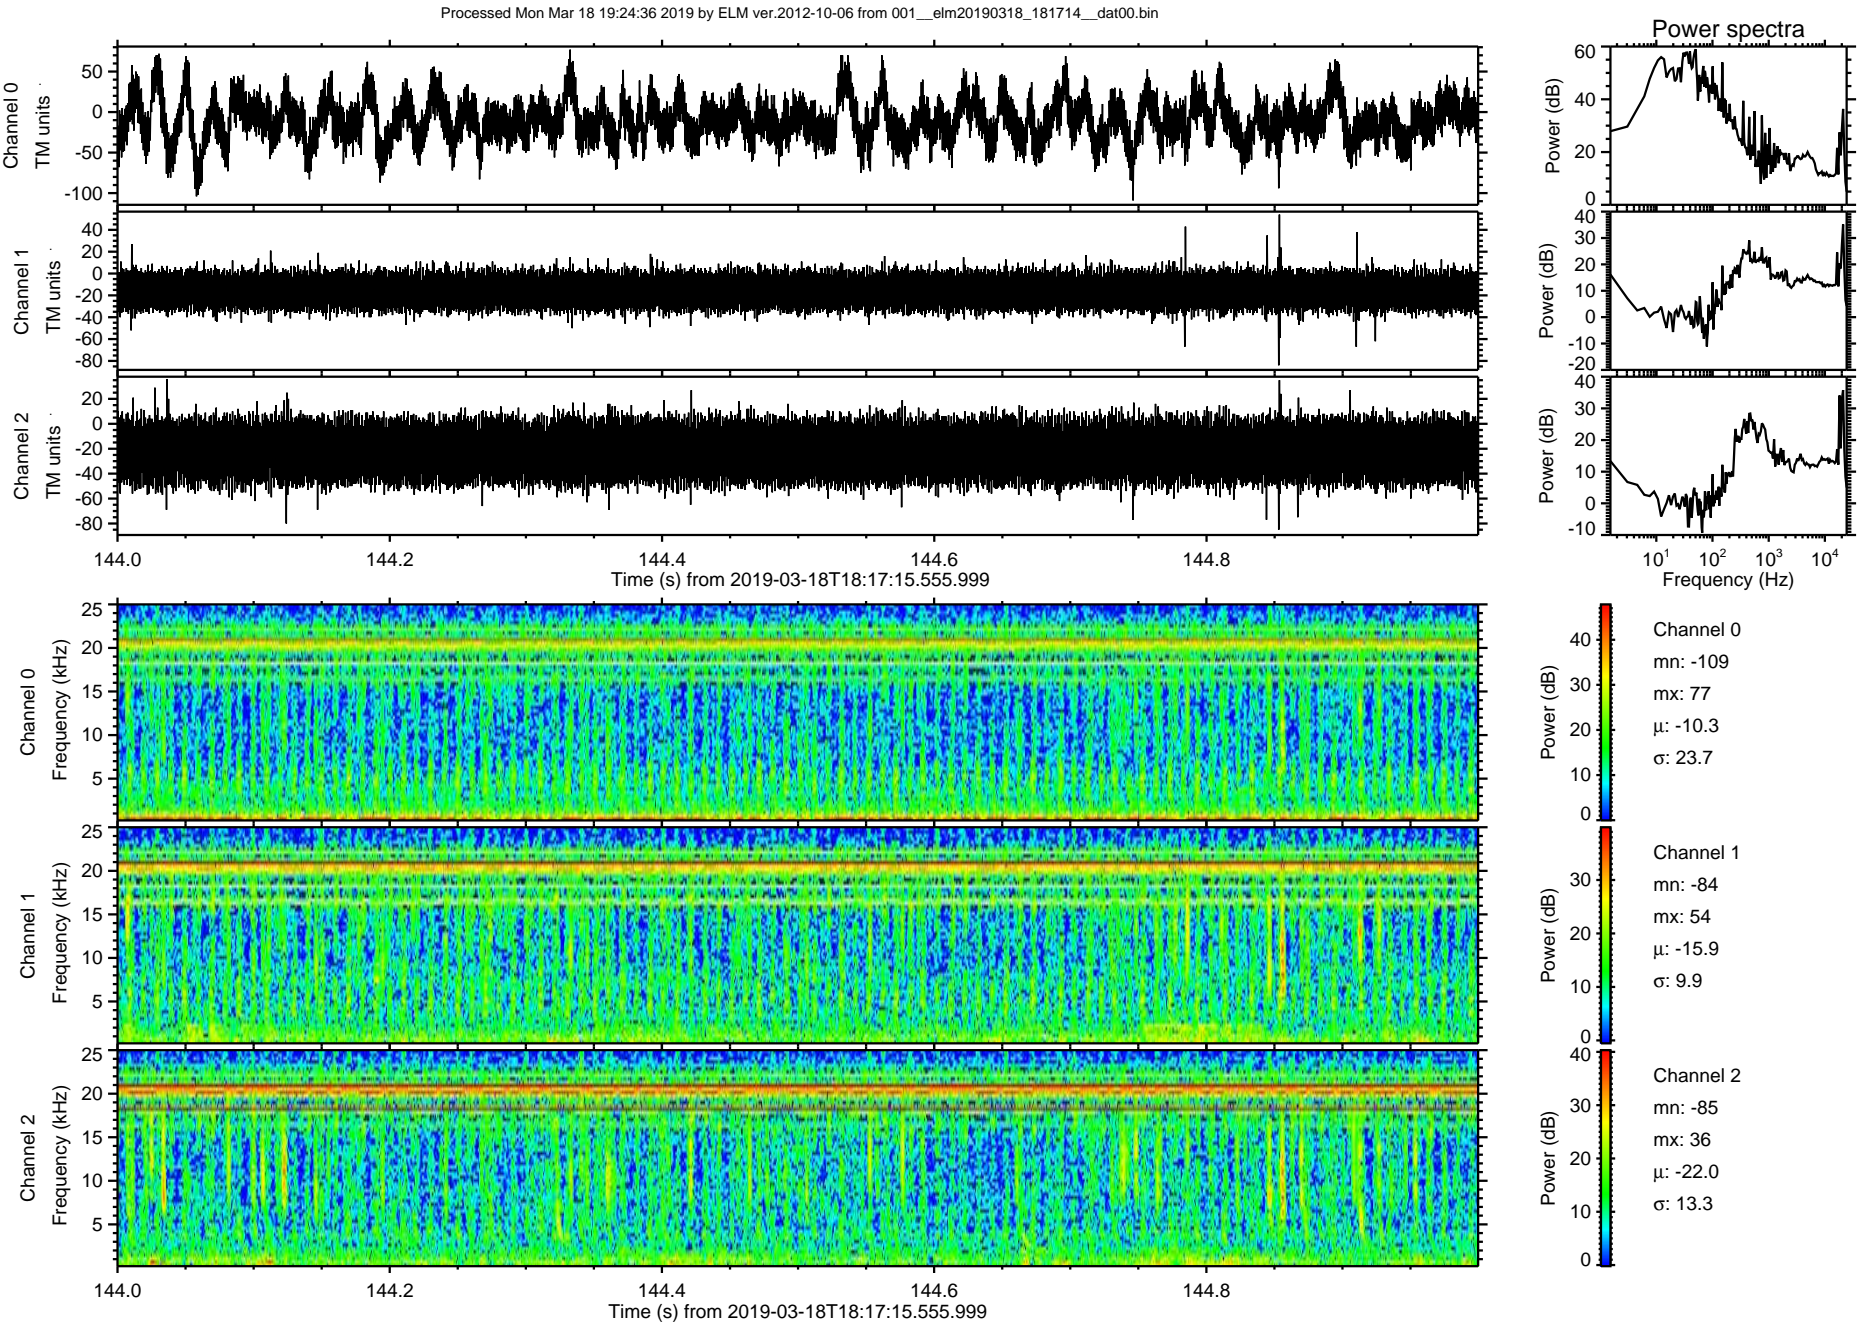 Processed Mon Mar 18 19:24:36 2019 by ELM ver.2012-10-06 from 001__elm20190318_181714__dat00.bin
Power spectra
Channel 0
TM units
50
0
-50
-100
Power (dB)
60
40
20
0
Channel 1
TM units
40
20
0
-20
-40
-60
-80
Power (dB)
40
30
20
10
0
-10
-20
Channel 2
TM units
20
0
-20
-40
-60
-80
Power (dB)
40
30
20
10
0
-10
144.0 144.2 144.4 144.6 144.8
Time (s) from 2019-03-18T18:17:15.555.999
10¹ 10² 10³ 10⁴
Frequency (Hz)
Channel 0
Frequency (kHz)
25
20
15
10
5
Power (dB)
40
30
20
10
0
Channel 0
mn: -109
mx: 77
µ: -10.3
σ: 23.7
Channel 1
Frequency (kHz)
25
20
15
10
5
Power (dB)
30
20
10
0
Channel 1
mn: -84
mx: 54
µ: -15.9
σ: 9.9
Channel 2
Frequency (kHz)
25
20
15
10
5
Power (dB)
40
30
20
10
0
Channel 2
mn: -85
mx: 36
µ: -22.0
σ: 13.3
144.0 144.2 144.4 144.6 144.8
Time (s) from 2019-03-18T18:17:15.555.999